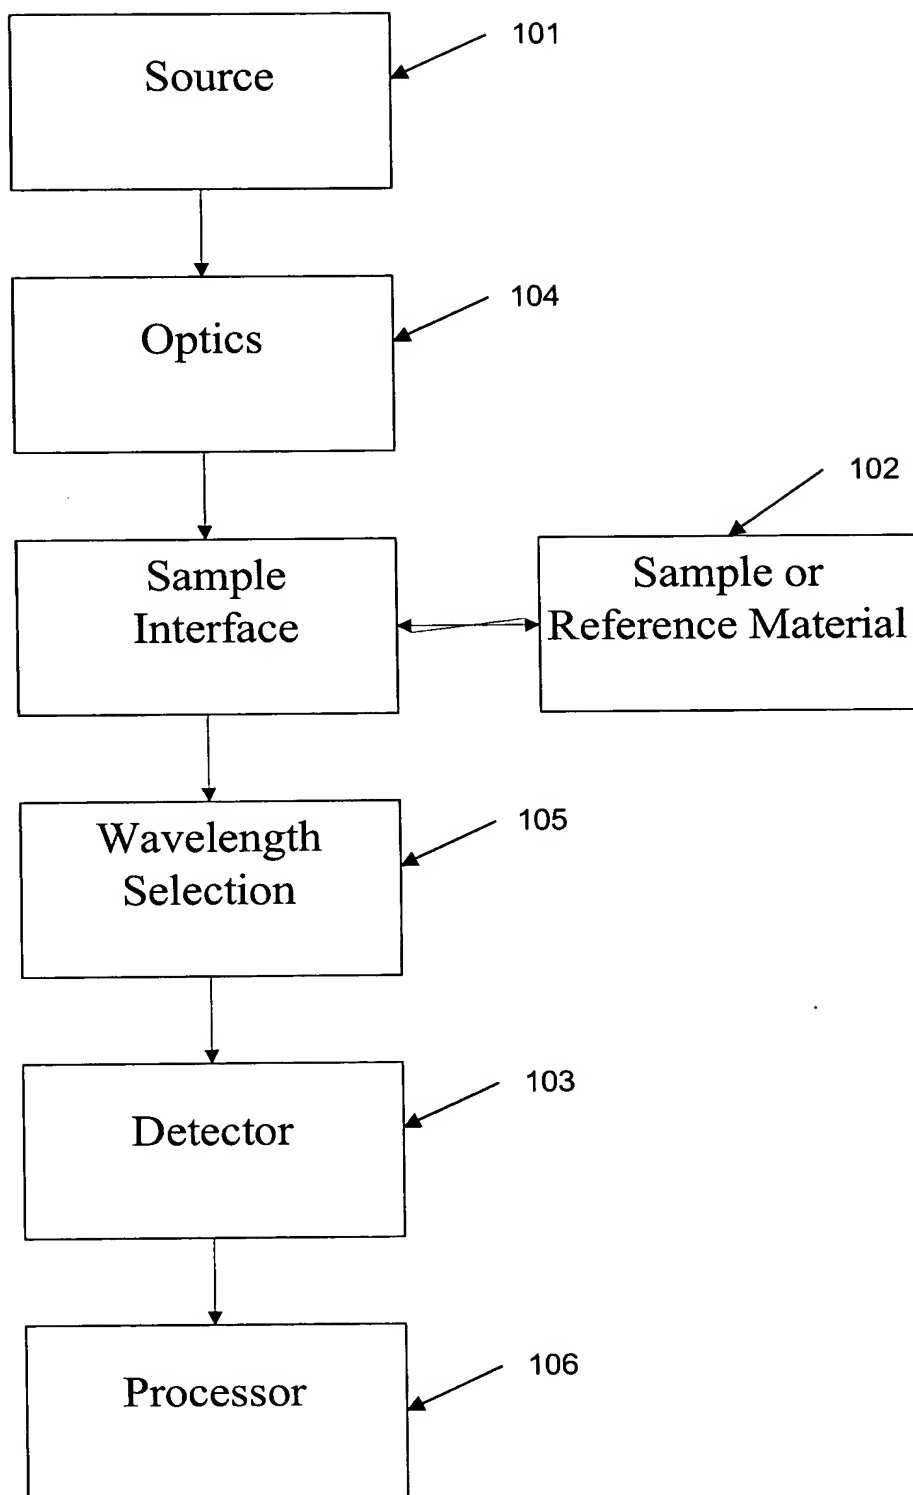 101
Source
104
Optics
102
Sample
Interface
Sample or
Reference Material
105
Wavelength
Selection
103
Detector
106
Processor